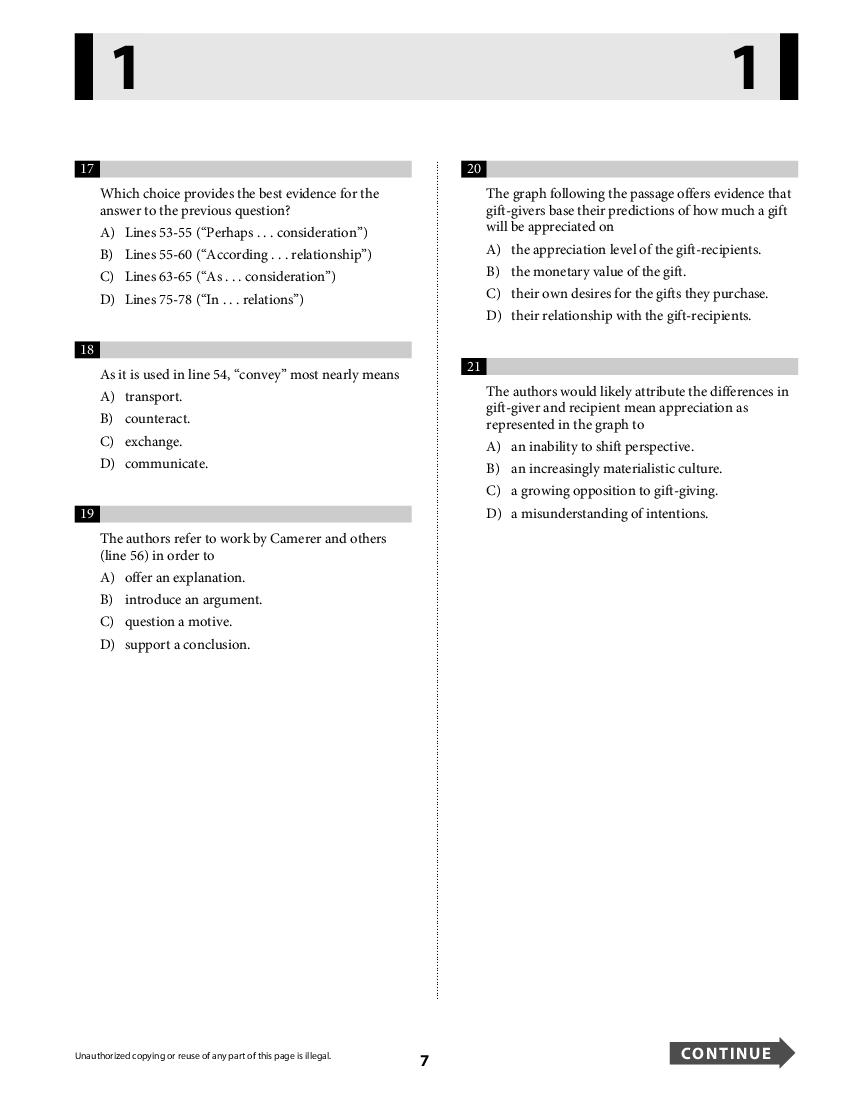 1
1
17
Which choice provides the best evidence for the
answer to the previous question?
A) Lines 53-55 (“Perhaps . . . consideration”)
B) Lines 55-60 (“According . . . relationship”)
C) Lines 63-65 (“As . . . consideration”)
D) Lines 75-78 (“In . . . relations”)
18
As it is used in line 54, “convey” most nearly means
A) transport.
B) counteract.
C) exchange.
D) communicate.
19
The authors refer to work by Camerer and others
(line 56) in order to
A) offer an explanation.
B) introduce an argument.
C) question a motive.
D) support a conclusion.
20
The graph following the passage offers evidence that
gift-givers base their predictions of how much a gift
will be appreciated on
A) the appreciation level of the gift-recipients.
B) the monetary value of the gift.
C) their own desires for the gifts they purchase.
D) their relationship with the gift-recipients.
21
The authors would likely attribute the differences in
gift-giver and recipient mean appreciation as
represented in the graph to
A) an inability to shift perspective.
B) an increasingly materialistic culture.
C) a growing opposition to gift-giving.
D) a misunderstanding of intentions.
Unauthorized copying or reuse of any part of this page is illegal.
7
CONTINUE